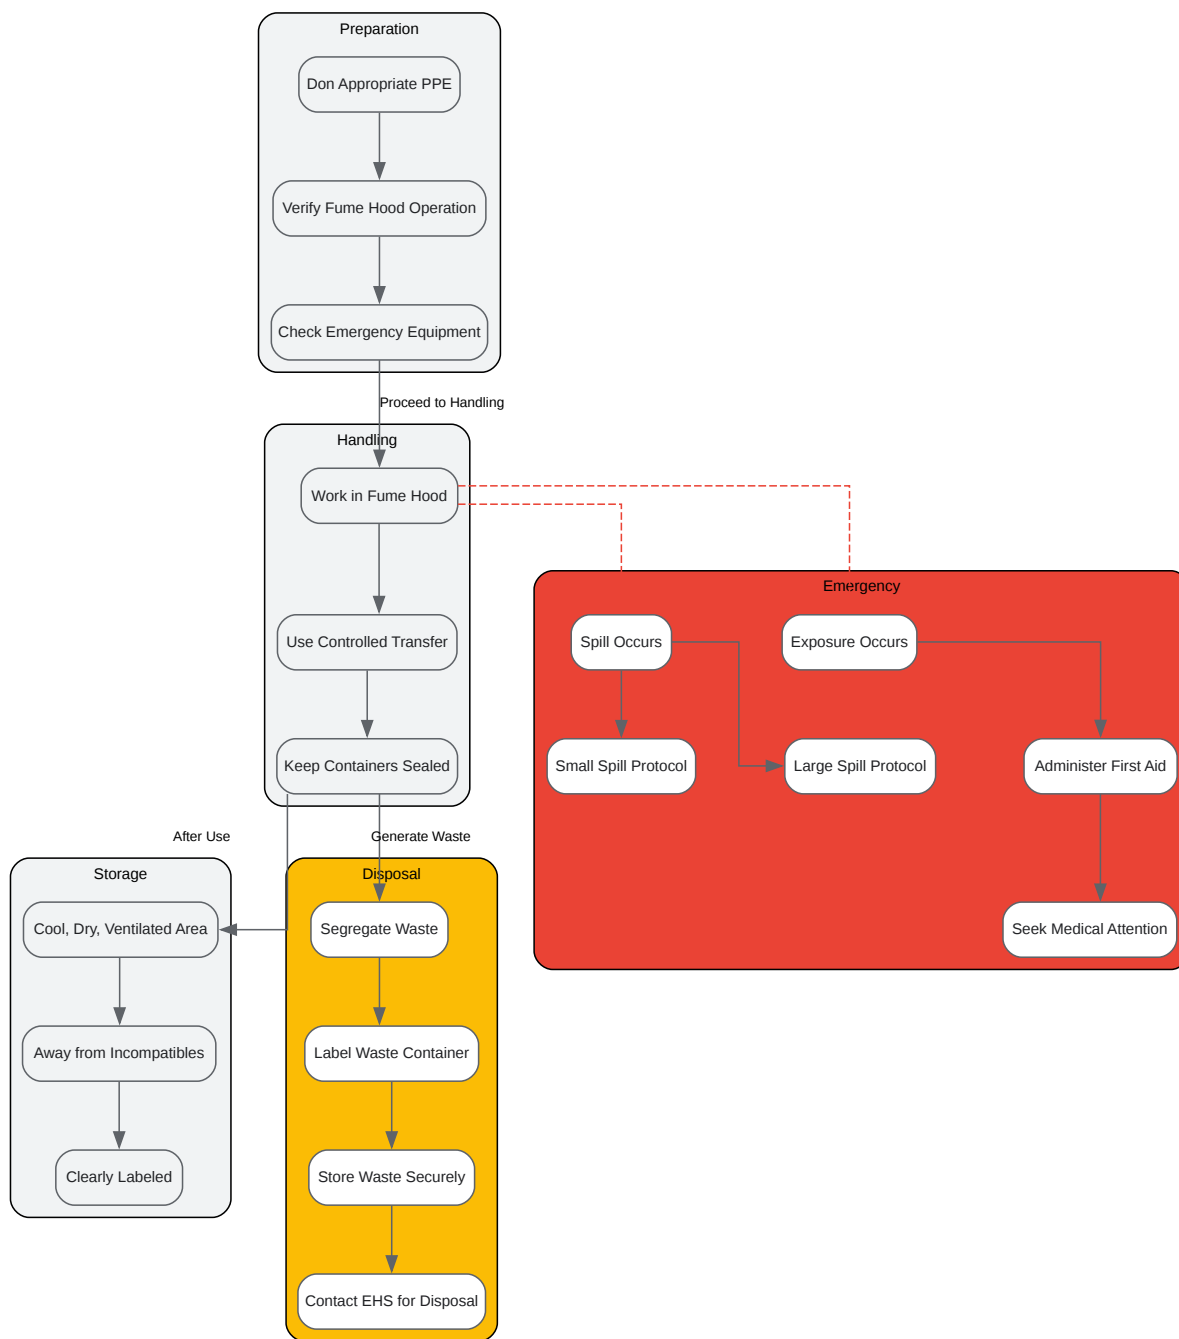 Preparation
Don Appropriate PPE
Verify Fume Hood Operation
Check Emergency Equipment
Proceed to Handling
Handling
Work in Fume Hood
Use Controlled Transfer
Keep Containers Sealed
Emergency
Spill Occurs
Exposure Occurs
Small Spill Protocol
Large Spill Protocol
Administer First Aid
Seek Medical Attention
After Use
Generate Waste
Storage
Cool, Dry, Ventilated Area
Away from Incompatibles
Clearly Labeled
Disposal
Segregate Waste
Label Waste Container
Store Waste Securely
Contact EHS for Disposal